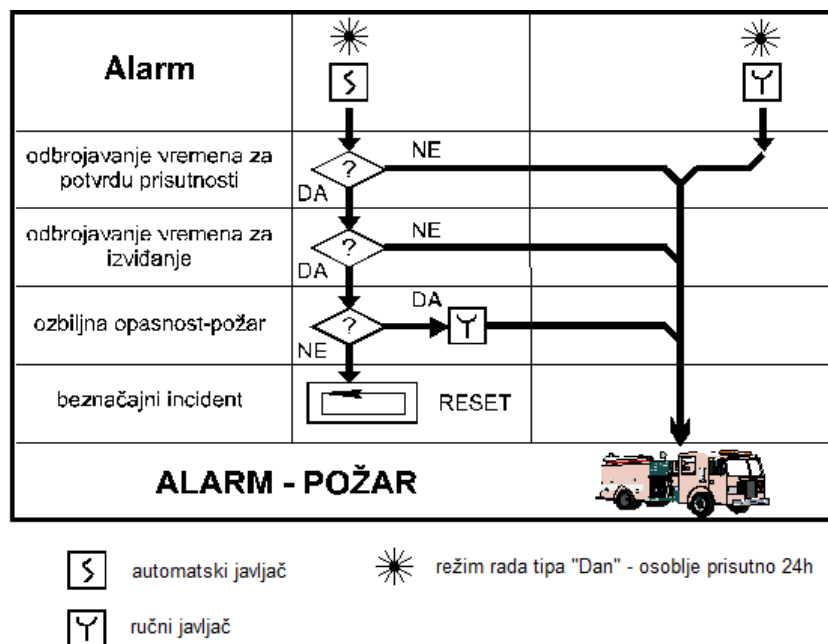 Alarm
odbrojavanje vremena za
potvrdu prisutnosti
?
NE
DA
odbrojavanje vremena za
izviđanje
?
NE
DA
ozbiljna opasnost-požar
?
DA
NE
beznačajni incident
RESET
ALARM - POŽAR
automatski javljač
režim rada tipa "Dan" - osoblje prisutno 24h
ručni javljač